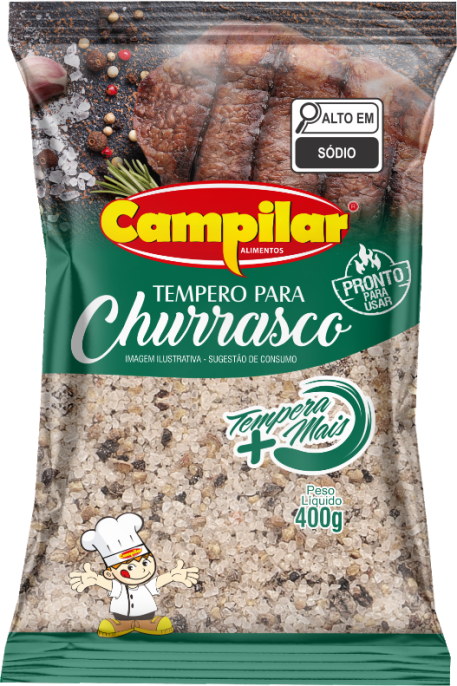 ALTO EM
SÓDIO
Campilar®
ALIMENTOS
TEMPERO PARA
Churrasco
IMAGEM ILUSTRATIVA - SUGESTÃO DE CONSUMO
PRONTO
PARA
USAR
Tempera
+ Mais
Peso
Líquido
400g
Campilar